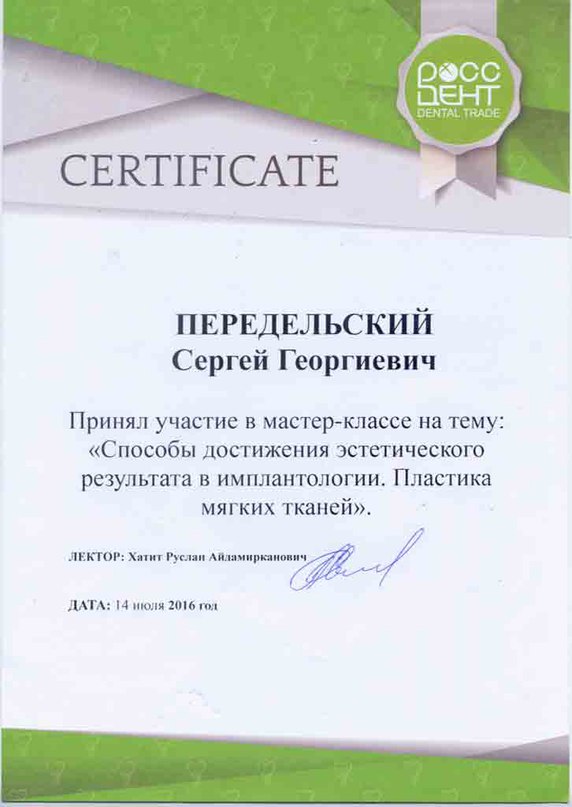 РОСС
ДЕНТ
DENTAL TRADE
CERTIFICATE
ПЕРЕДЕЛЬСКИЙ
Сергей Георгиевич
Принял участие в мастер-классе на тему:
«Способы достижения эстетического
результата в имплантологии. Пластика
мягких тканей».
ЛЕКТОР: Хатит Руслан Айдамирканович
ДАТА: 14 июля 2016 год